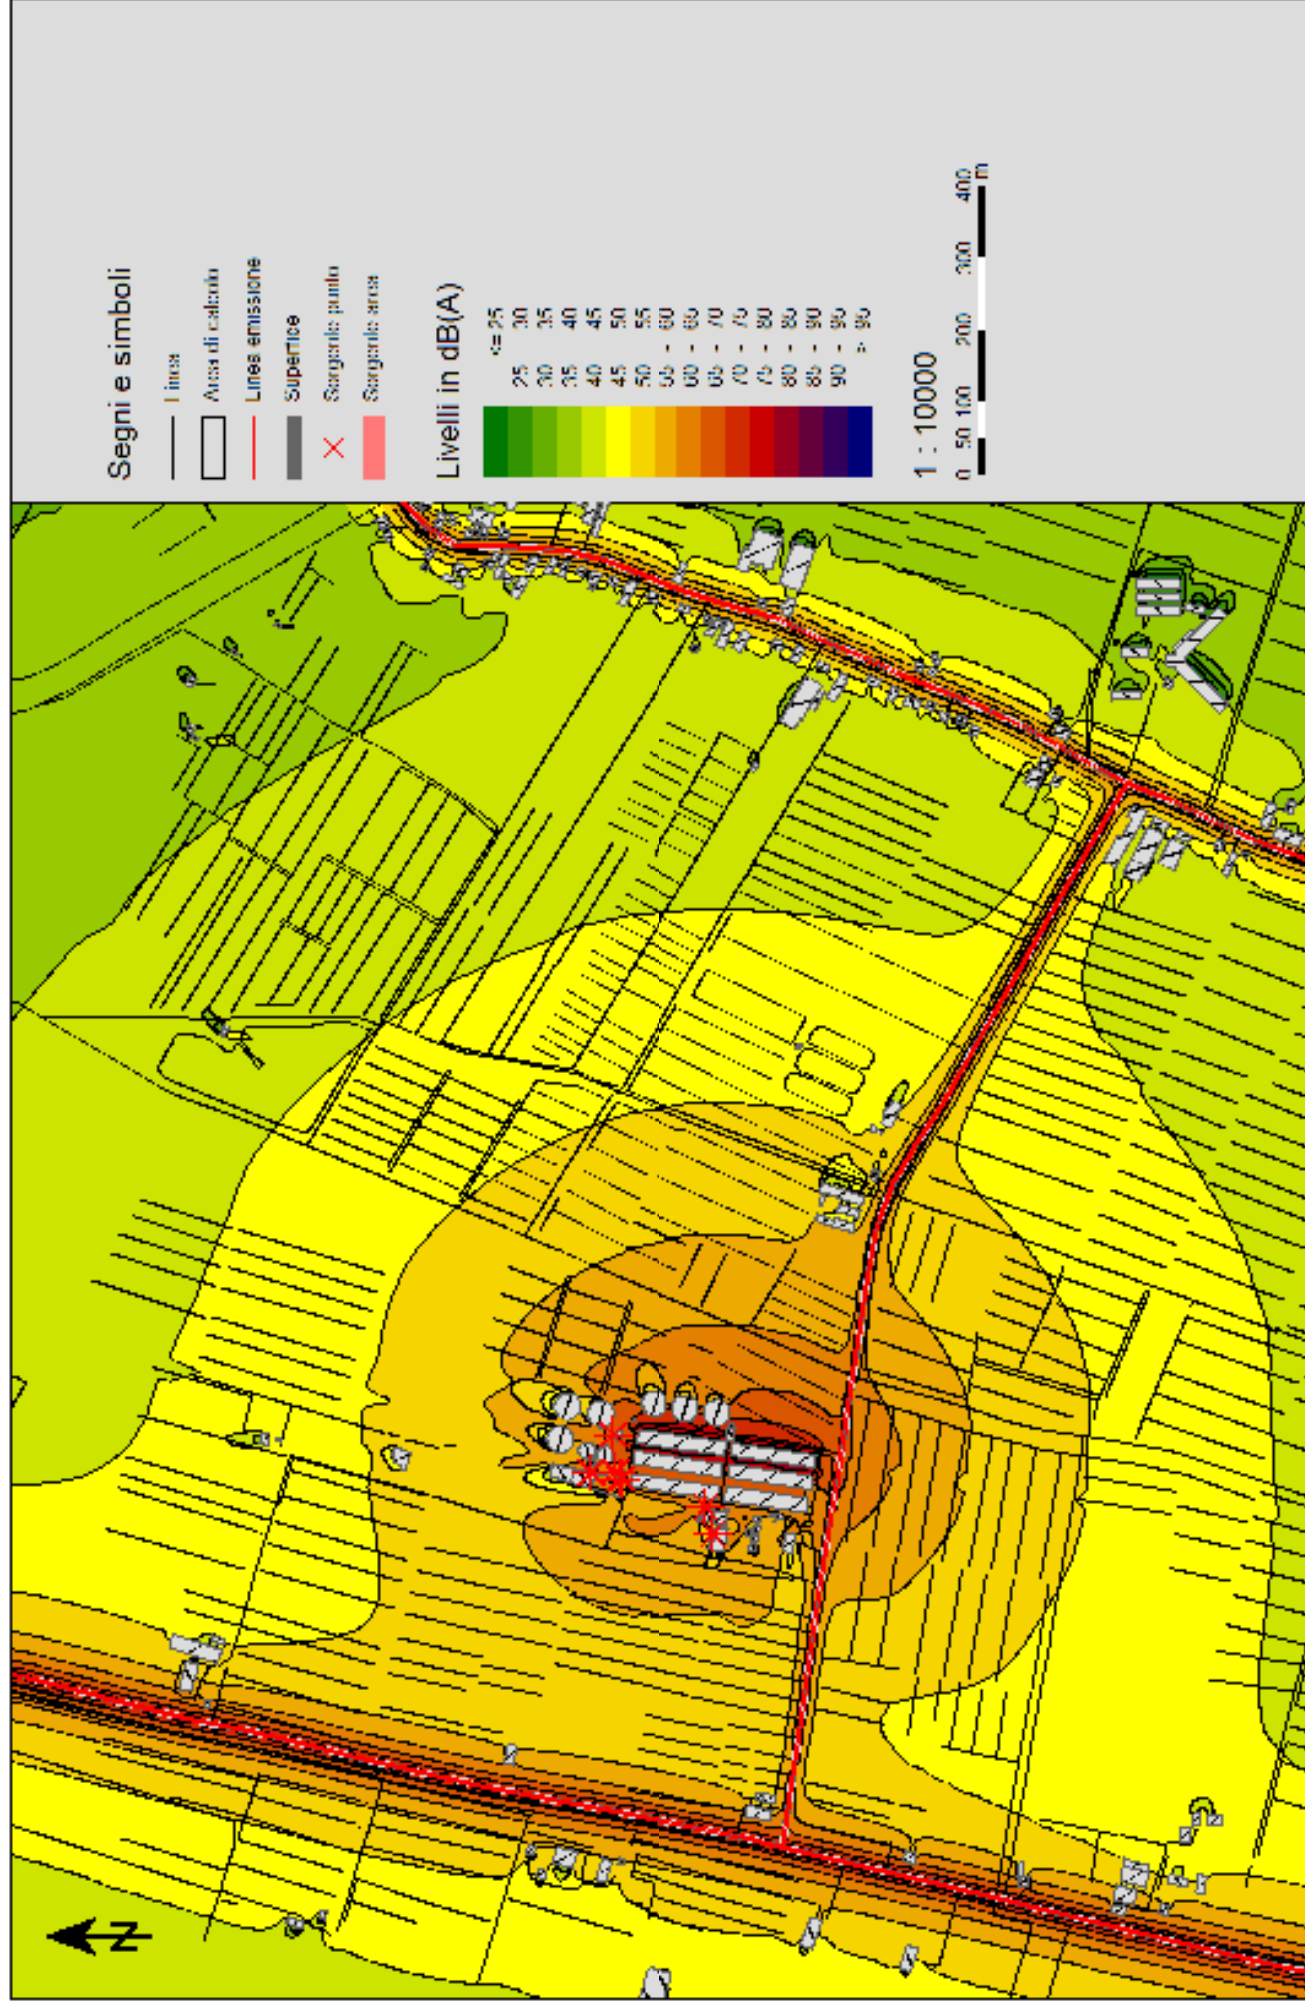 Segni e simboli
Linea
Area di calcolo
Linea emissione
Superfice
Sorgente punto
Sorgente area
Livelli in dB(A)
<= 25
25 30
30 35
35 40
40 45
45 50
50 55
55 - 60
60 - 65
65 - 70
70 - 75
75 - 80
80 - 85
85 - 90
90 - 95
> 95
1 : 10000
0 50 100 200 300 400
m
N